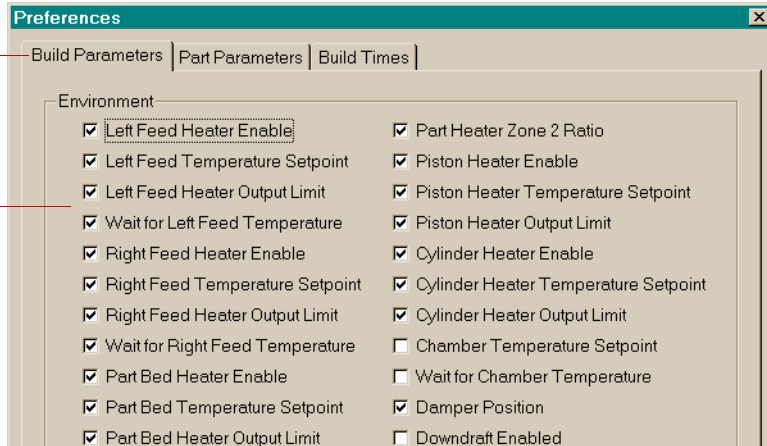 Preferences
Build Parameters Part Parameters Build Times
Environment
Left Feed Heater Enable
Left Feed Temperature Setpoint
Left Feed Heater Output Limit
Wait for Left Feed Temperature
Right Feed Heater Enable
Right Feed Temperature Setpoint
Right Feed Heater Output Limit
Wait for Right Feed Temperature
Part Bed Heater Enable
Part Bed Temperature Setpoint
Part Bed Heater Output Limit
Part Heater Zone 2 Ratio
Piston Heater Enable
Piston Heater Temperature Setpoint
Piston Heater Output Limit
Cylinder Heater Enable
Cylinder Heater Temperature Setpoint
Cylinder Heater Output Limit
Chamber Temperature Setpoint
Wait for Chamber Temperature
Damper Position
Downdraft Enabled